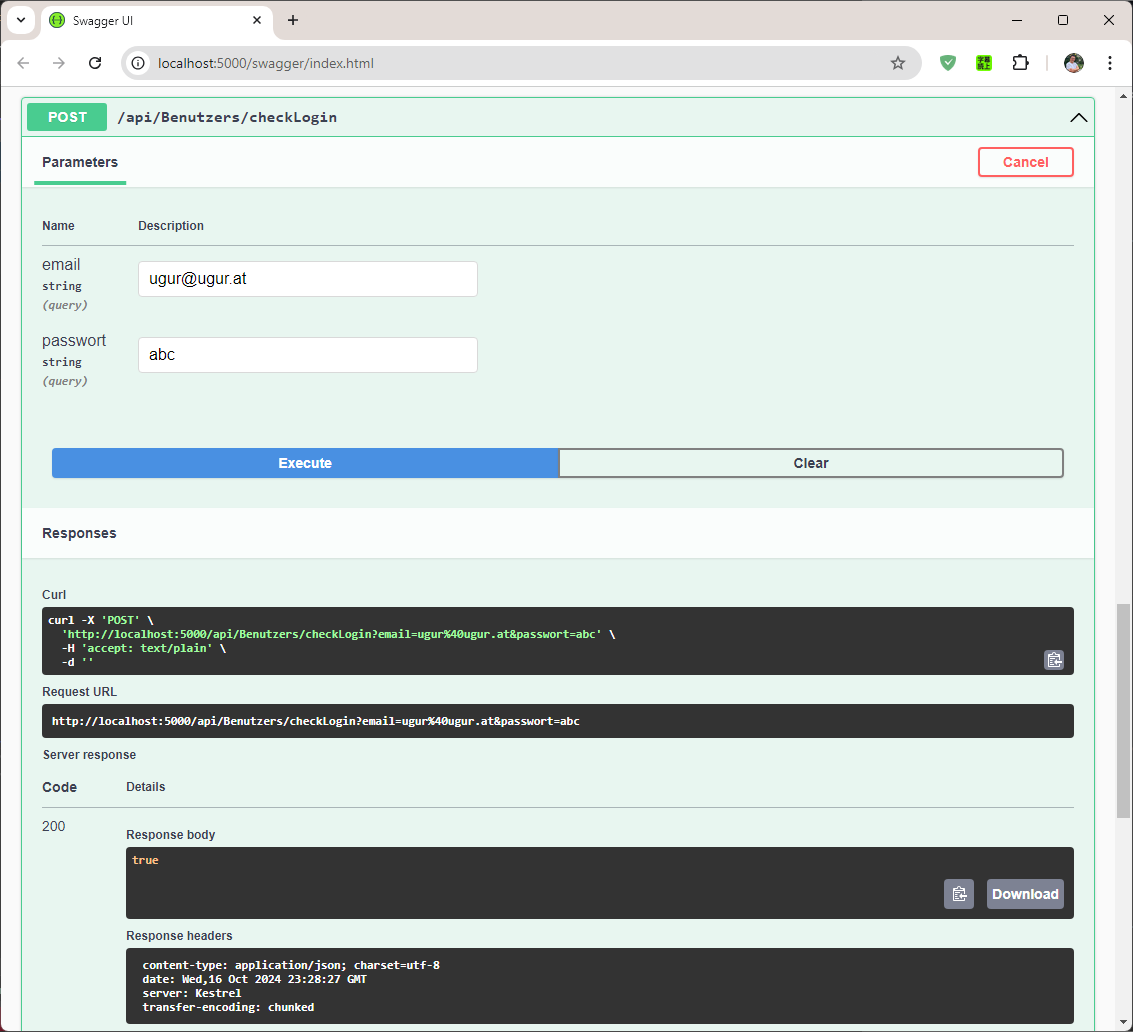 Swagger UI
localhost:5000/swagger/index.html
POST /api/Benutzers/checkLogin
Parameters
Cancel
Name Description
email
string
(query)
ugur@ugur.at
passwort
string
(query)
abc
Execute Clear
Responses
Curl
curl -X 'POST' \
'http://localhost:5000/api/Benutzers/checkLogin?email=ugur%40ugur.at&passwort=abc' \
-H 'accept: text/plain' \
-d ''
Request URL
http://localhost:5000/api/Benutzers/checkLogin?email=ugur%40ugur.at&passwort=abc
Server response
Code Details
200
Response body
true
Download
Response headers
content-type: application/json; charset=utf-8
date: Wed,16 Oct 2024 23:28:27 GMT
server: Kestrel
transfer-encoding: chunked